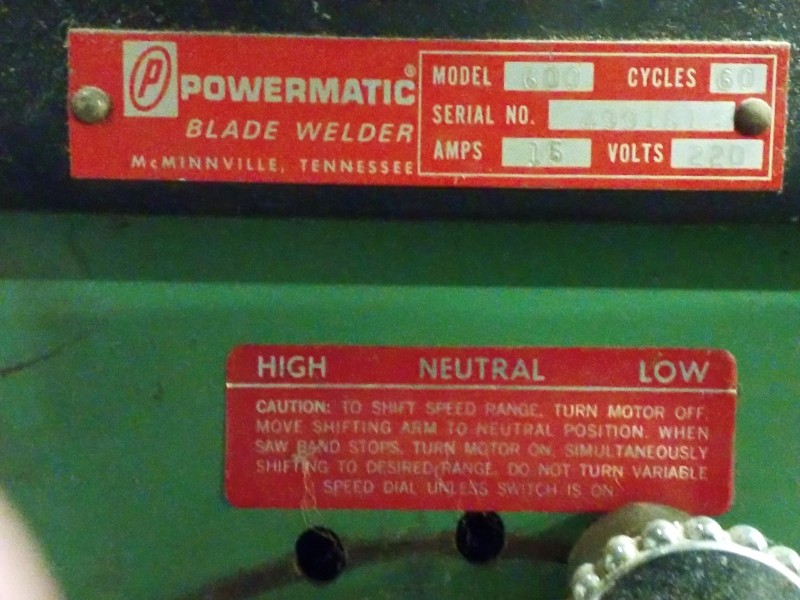 P POWERMATIC®
BLADE WELDER
McMINNVILLE, TENNESSEE
MODEL 600 CYCLES 60
SERIAL NO.
AMPS 15 VOLTS 220
HIGH NEUTRAL LOW
CAUTION: TO SHIFT SPEED RANGE, TURN MOTOR OFF.
MOVE SHIFTING ARM TO NEUTRAL POSITION. WHEN
SAW BAND STOPS, TURN MOTOR ON, SIMULTANEOUSLY
SHIFTING TO DESIRED RANGE. DO NOT TURN VARIABLE
SPEED DIAL UNLESS SWITCH IS ON